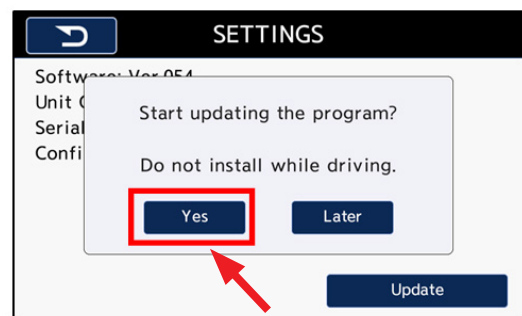 SETTINGS
Software: Ver 054
Unit
Serial
Confi
Start updating the program?
Do not install while driving.
Yes
Later
Update